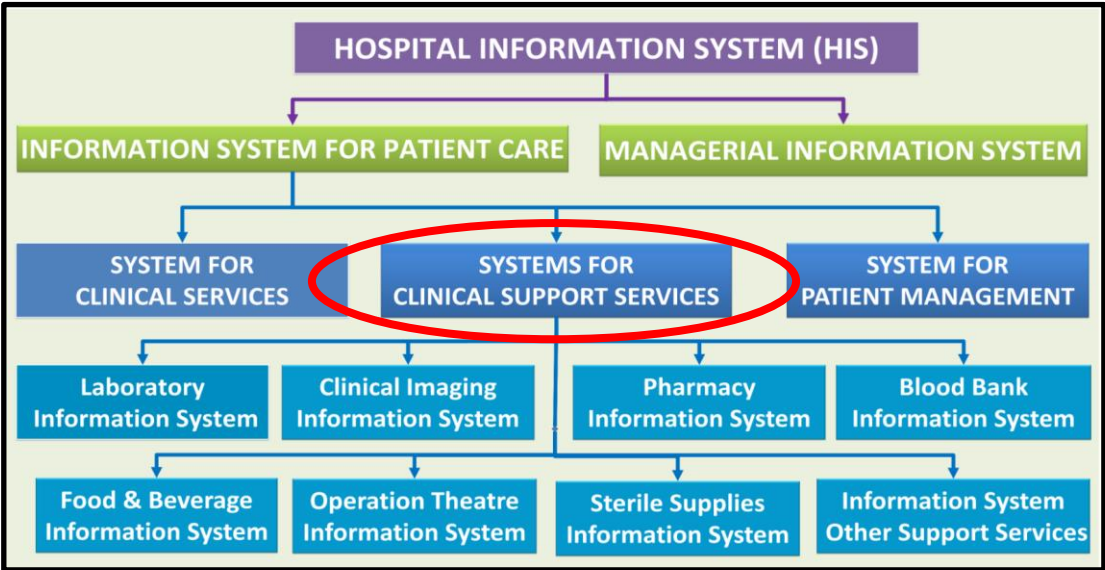 HOSPITAL INFORMATION SYSTEM (HIS)
INFORMATION SYSTEM FOR PATIENT CARE
MANAGERIAL INFORMATION SYSTEM
SYSTEM FOR
CLINICAL SERVICES
SYSTEMS FOR
CLINICAL SUPPORT SERVICES
SYSTEM FOR
PATIENT MANAGEMENT
Laboratory
Information System
Clinical Imaging
Information System
Pharmacy
Information System
Blood Bank
Information System
Food & Beverage
Information System
Operation Theatre
Information System
Sterile Supplies
Information System
Information System
Other Support Services